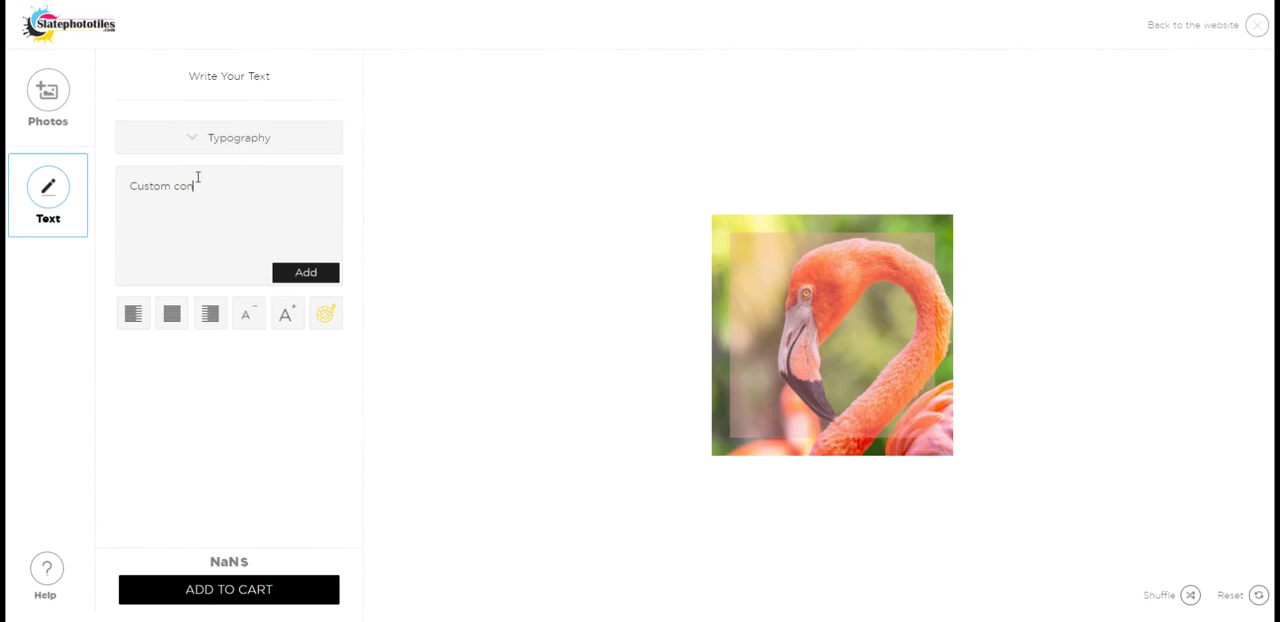 Slatephototiles
.com
Back to the website
Photos
Text
Write Your Text
Typography
Custom con
Add
A-
A+
NaN$
ADD TO CART
?
Help
Shuffle
Reset